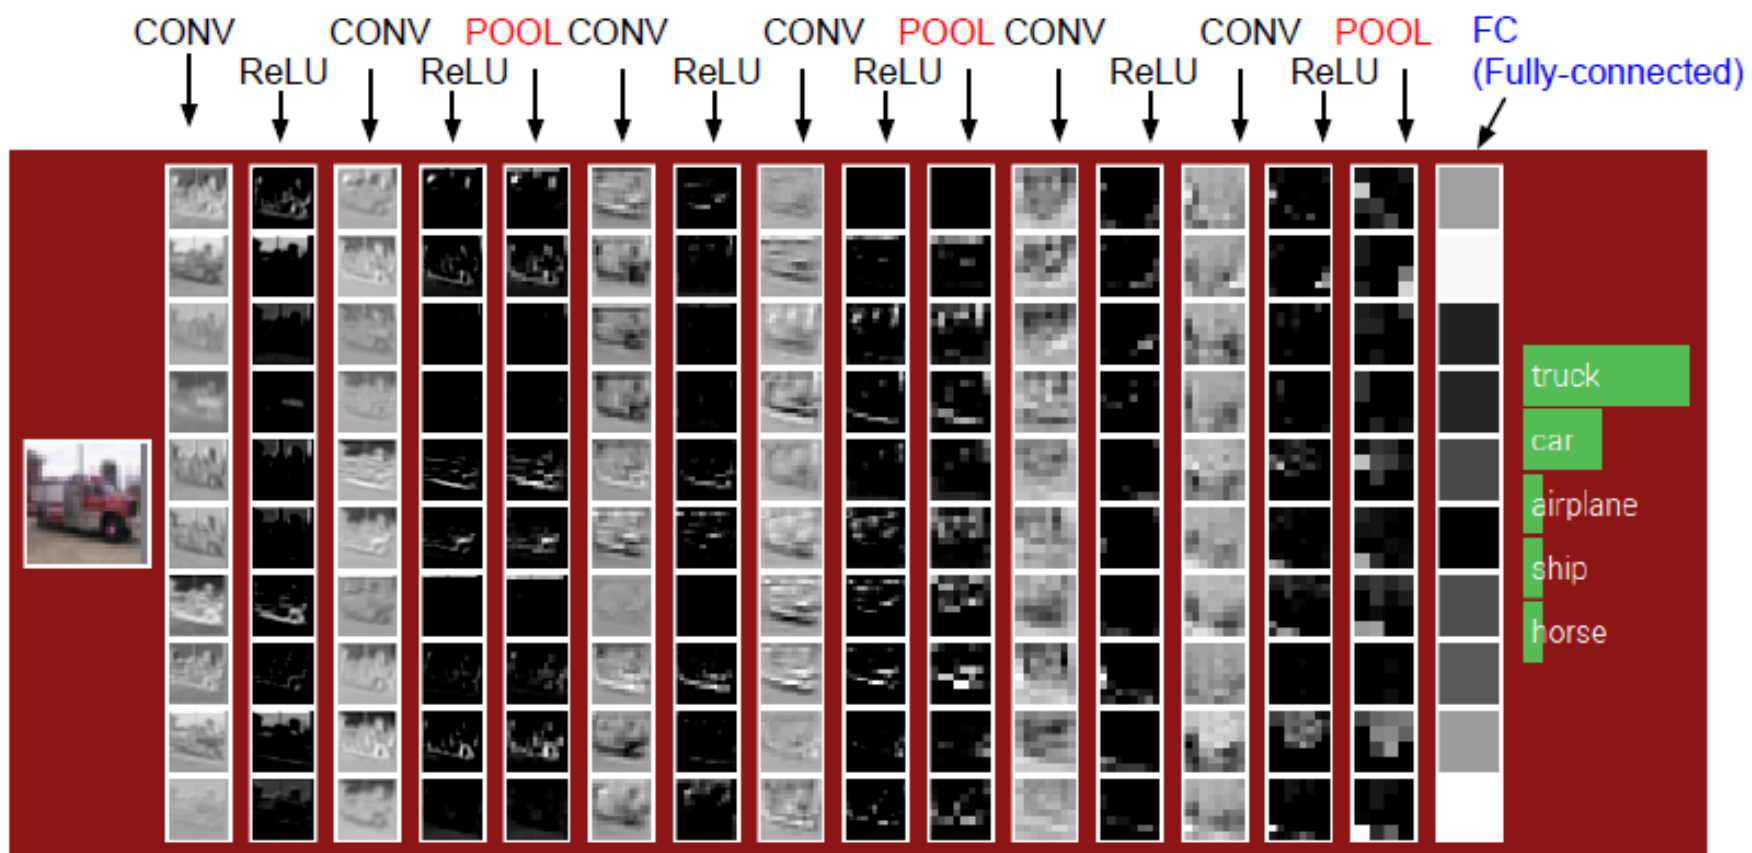 CONV CONV POOL CONV CONV POOL CONV CONV POOL FC
ReLU ReLU ReLU ReLU ReLU ReLU (Fully-connected)
truck
car
airplane
ship
horse